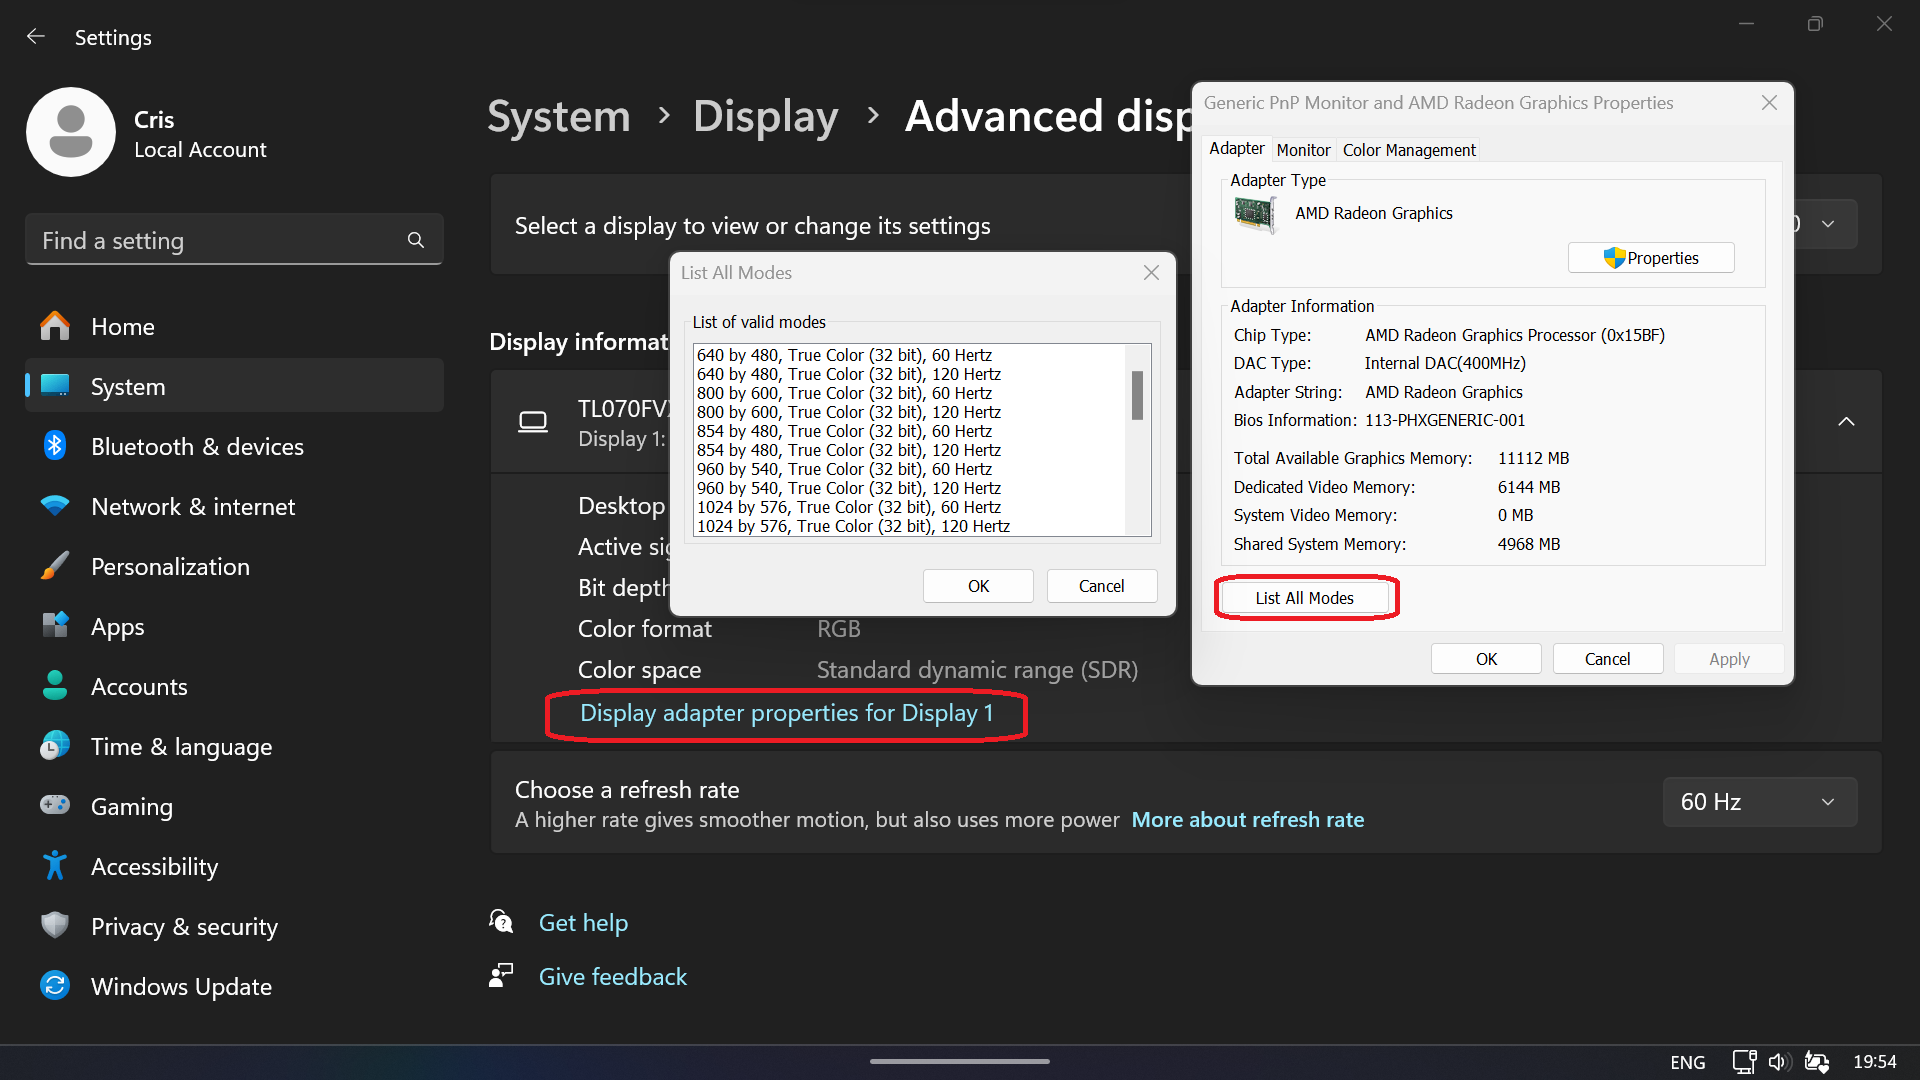 Settings
Cris
Local Account
Find a setting
Home
System
Bluetooth & devices
Network & internet
Personalization
Apps
Accounts
Time & language
Gaming
Accessibility
Privacy & security
Windows Update
System › Display › Advanced disp
Select a display to view or change its settings
Display informat
TL070FV
Display 1:
Desktop
Active sig
Bit depth
Color format RGB
Color space Standard dynamic range (SDR)
Display adapter properties for Display 1
Choose a refresh rate
A higher rate gives smoother motion, but also uses more power More about refresh rate
60 Hz
Get help
Give feedback
List All Modes
List of valid modes
640 by 480, True Color (32 bit), 60 Hertz
640 by 480, True Color (32 bit), 120 Hertz
800 by 600, True Color (32 bit), 60 Hertz
800 by 600, True Color (32 bit), 120 Hertz
854 by 480, True Color (32 bit), 60 Hertz
854 by 480, True Color (32 bit), 120 Hertz
960 by 540, True Color (32 bit), 60 Hertz
960 by 540, True Color (32 bit), 120 Hertz
1024 by 576, True Color (32 bit), 60 Hertz
1024 by 576, True Color (32 bit), 120 Hertz
OK Cancel
Generic PnP Monitor and AMD Radeon Graphics Properties
Adapter Monitor Color Management
Adapter Type
AMD Radeon Graphics
Properties
Adapter Information
Chip Type: AMD Radeon Graphics Processor (0x15BF)
DAC Type: Internal DAC(400MHz)
Adapter String: AMD Radeon Graphics
Bios Information: 113-PHXGENERIC-001
Total Available Graphics Memory: 11112 MB
Dedicated Video Memory: 6144 MB
System Video Memory: 0 MB
Shared System Memory: 4968 MB
List All Modes
OK Cancel Apply
ENG 19:54